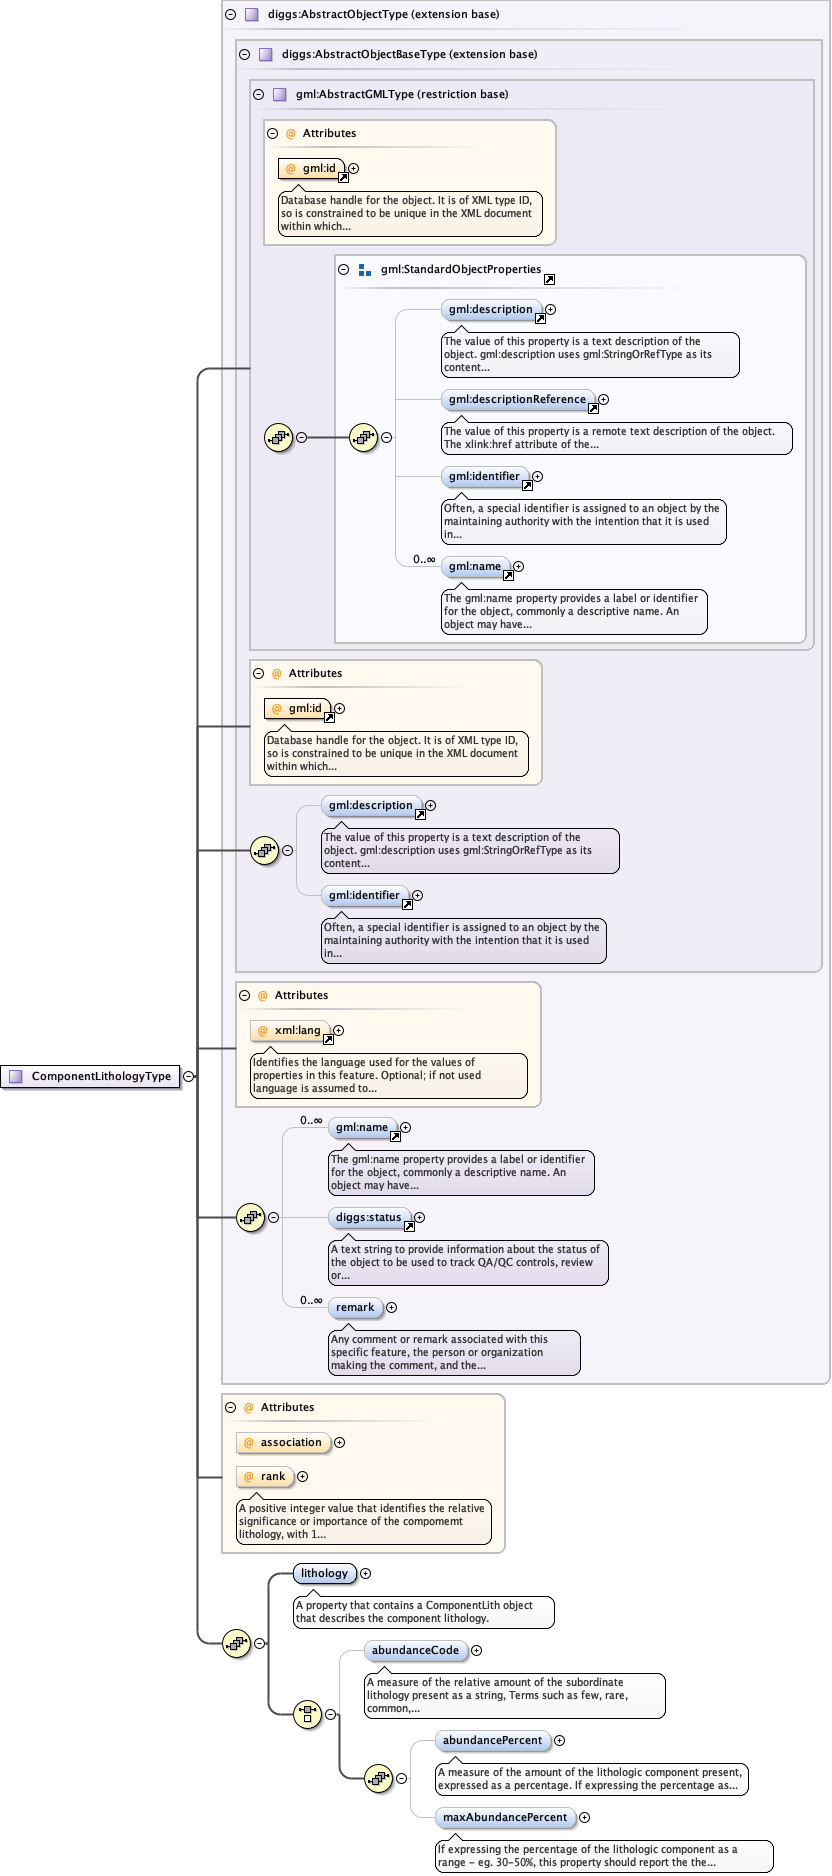 diggs:AbstractObjectType (extension base)
diggs:AbstractObjectBaseType (extension base)
gml:AbstractGMLType (restriction base)
@ Attributes
@ gml:id
Database handle for the object. It is of XML type ID,
so is constrained to be unique in the XML document
within which...
gml:StandardObjectProperties
gml:description
The value of this property is a text description of the
object. gml:description uses gml:StringOrRefType as its
content...
gml:descriptionReference
The value of this property is a remote text description of the object.
The xlink:href attribute of the...
gml:identifier
Often, a special identifier is assigned to an object by the
maintaining authority with the intention that it is used
in...
0..∞
gml:name
The gml:name property provides a label or identifier
for the object, commonly a descriptive name. An
object may have...
@ Attributes
@ gml:id
Database handle for the object. It is of XML type ID,
so is constrained to be unique in the XML document
within which...
gml:description
The value of this property is a text description of the
object. gml:description uses gml:StringOrRefType as its
content...
gml:identifier
Often, a special identifier is assigned to an object by the
maintaining authority with the intention that it is used
in...
@ Attributes
@ xml:lang
Identifies the language used for the values of
properties in this feature. Optional; if not used
language is assumed to...
ComponentLithologyType
0..∞
gml:name
The gml:name property provides a label or identifier
for the object, commonly a descriptive name. An
object may have...
diggs:status
A text string to provide information about the status of
the object to be used to track QA/QC controls, review
or...
0..∞
remark
Any comment or remark associated with this
specific feature, the person or organization
making the comment, and the...
@ Attributes
@ association
@ rank
A positive integer value that identifies the relative
significance or importance of the compomemt
lithology, with 1...
lithology
A property that contains a ComponentLith object
that describes the component lithology.
abundanceCode
A measure of the relative amount of the subordinate
lithology present as a string, Terms such as few, rare,
common,...
abundancePercent
A measure of the amount of the lithologic component present,
expressed as a percentage. If expressing the percentage as...
maxAbundancePercent
If expressing the percentage of the lithologic component as a
range - eg. 30-50%, this property should report the the...